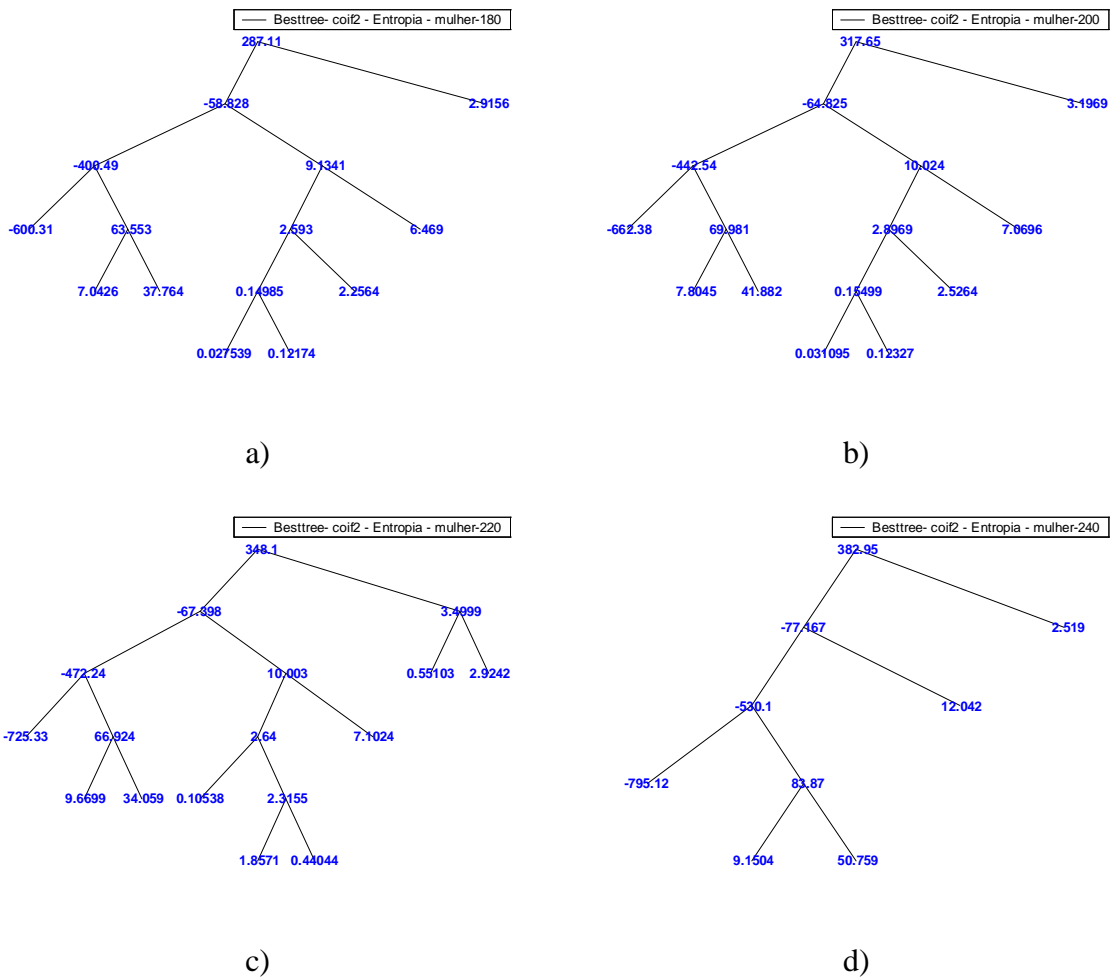 Besttree- coif2 - Entropia - mulher-180
287.11
-58.828 2.9156
-400.49 9.1341
-600.31 63.553 2.593 6.469
7.0426 37.764 0.14985 2.2564
0.027539 0.12174
a)
Besttree- coif2 - Entropia - mulher-200
317.65
-64.825 3.1969
-442.54 10.024
-662.38 69.981 2.8969 7.0696
7.8045 41.882 0.15499 2.5264
0.031095 0.12327
b)
Besttree- coif2 - Entropia - mulher-220
348.1
-67.398 3.4999
-472.24 10.003 0.55103 2.9242
-725.33 66.924 2.64 7.1024
9.6699 34.059 0.10538 2.3155
1.8571 0.44044
c)
Besttree- coif2 - Entropia - mulher-240
382.95
-77.167 2.519
-530.1 12.042
-795.12 83.87
9.1504 50.759
d)